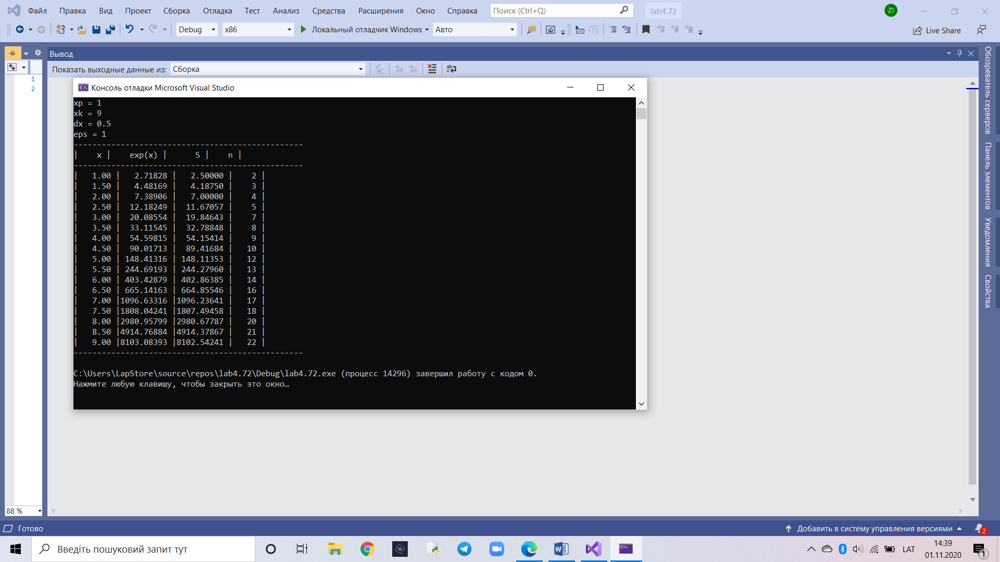 Файл Правка Вид Проект Сборка Отладка Тест Анализ Средства Расширения Окно Справка Поиск (Ctrl+Q) lab4.72 ZI
Debug x86 Локальный отладчик Windows Авто Live Share
Вывод
Показать выходные данные из: Сборка
1
2
Консоль отладки Microsoft Visual Studio
xp = 1
xk = 9
dx = 0.5
eps = 1
-------------------------------------------------
| x | exp(x) | S | n |
-------------------------------------------------
| 1.00 | 2.71828 | 2.50000 | 2 |
| 1.50 | 4.48169 | 4.18750 | 3 |
| 2.00 | 7.38906 | 7.00000 | 4 |
| 2.50 | 12.18249 | 11.67057 | 5 |
| 3.00 | 20.08554 | 19.84643 | 7 |
| 3.50 | 33.11545 | 32.78848 | 8 |
| 4.00 | 54.59815 | 54.15414 | 9 |
| 4.50 | 90.01713 | 89.41684 | 10 |
| 5.00 | 148.41316 | 148.11353 | 12 |
| 5.50 | 244.69193 | 244.27960 | 13 |
| 6.00 | 403.42879 | 402.86385 | 14 |
| 6.50 | 665.14163 | 664.85546 | 16 |
| 7.00 |1096.63316 |1096.23641 | 17 |
| 7.50 |1808.04241 |1807.49458 | 18 |
| 8.00 |2980.95799 |2980.67787 | 20 |
| 8.50 |4914.76884 |4914.37867 | 21 |
| 9.00 |8103.08393 |8102.54241 | 22 |
-------------------------------------------------
C:\Users\LapStore\source\repos\lab4.72\Debug\lab4.72.exe (процесс 14296) завершил работу с кодом 0.
Нажмите любую клавишу, чтобы закрыть это окно…
Обозреватель серверов
Панель элементов
Уведомления
Свойства
88 %
Готово Добавить в систему управления версиями 2
Введіть пошуковий запит тут LAT 14:39
01.11.2020 1